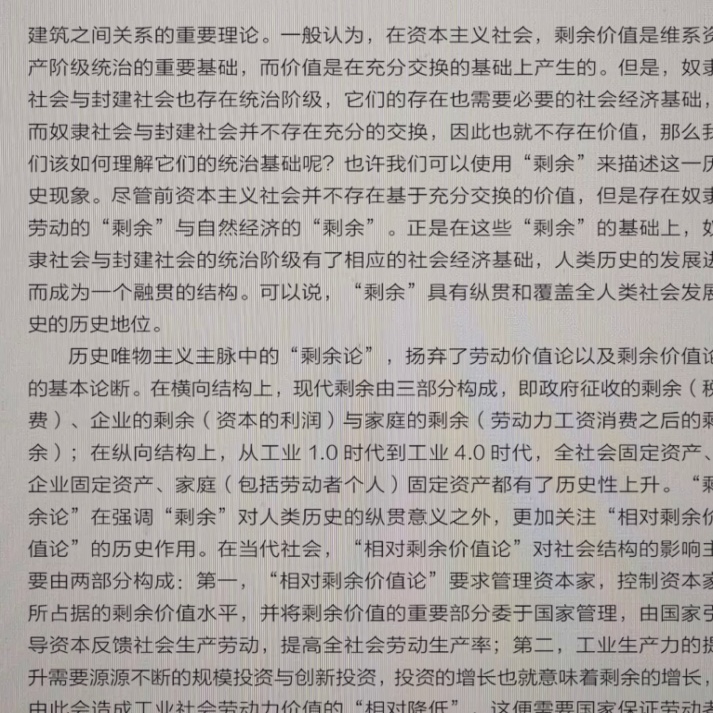 建筑之间关系的重要理论。一般认为，在资本主义社会，剩余价值是维系资
产阶级统治的重要基础，而价值是在充分交换的基础上产生的。但是，奴隶
社会与封建社会也存在统治阶级，它们的存在也需要必要的社会经济基础，
而奴隶社会与封建社会并不存在充分的交换，因此也就不存在价值，那么我
们该如何理解它们的统治基础呢？也许我们可以使用“剩余”来描述这一历
史现象。尽管前资本主义社会并不存在基于充分交换的价值，但是存在奴隶
劳动的“剩余”与自然经济的“剩余”。正是在这些“剩余”的基础上，奴
隶社会与封建社会的统治阶级有了相应的社会经济基础，人类历史的发展进
而成为一个融贯的结构。可以说，“剩余”具有纵贯和覆盖全人类社会发展
史的历史地位。
历史唯物主义主脉中的“剩余论”，扬弃了劳动价值论以及剩余价值论
的基本论断。在横向结构上，现代剩余由三部分构成，即政府征收的剩余（税
费）、企业的剩余（资本的利润）与家庭的剩余（劳动力工资消费之后的剩
余）；在纵向结构上，从工业 1.0 时代到工业 4.0 时代，全社会固定资产、
企业固定资产、家庭（包括劳动者个人）固定资产都有了历史性上升。“剩
余论”在强调“剩余”对人类历史的纵贯意义之外，更加关注“相对剩余价
值论”的历史作用。在当代社会，“相对剩余价值论”对社会结构的影响主
要由两部分构成：第一，“相对剩余价值论”要求管理资本家，控制资本家
所占据的剩余价值水平，并将剩余价值的重要部分委于国家管理，由国家引
导资本反馈社会生产劳动，提高全社会劳动生产率；第二，工业生产力的提
升需要源源不断的规模投资与创新投资，投资的增长也就意味着剩余的增长，
由此会造成工业社会劳动力价值的“相对降低”，这便需要国家保证劳动者